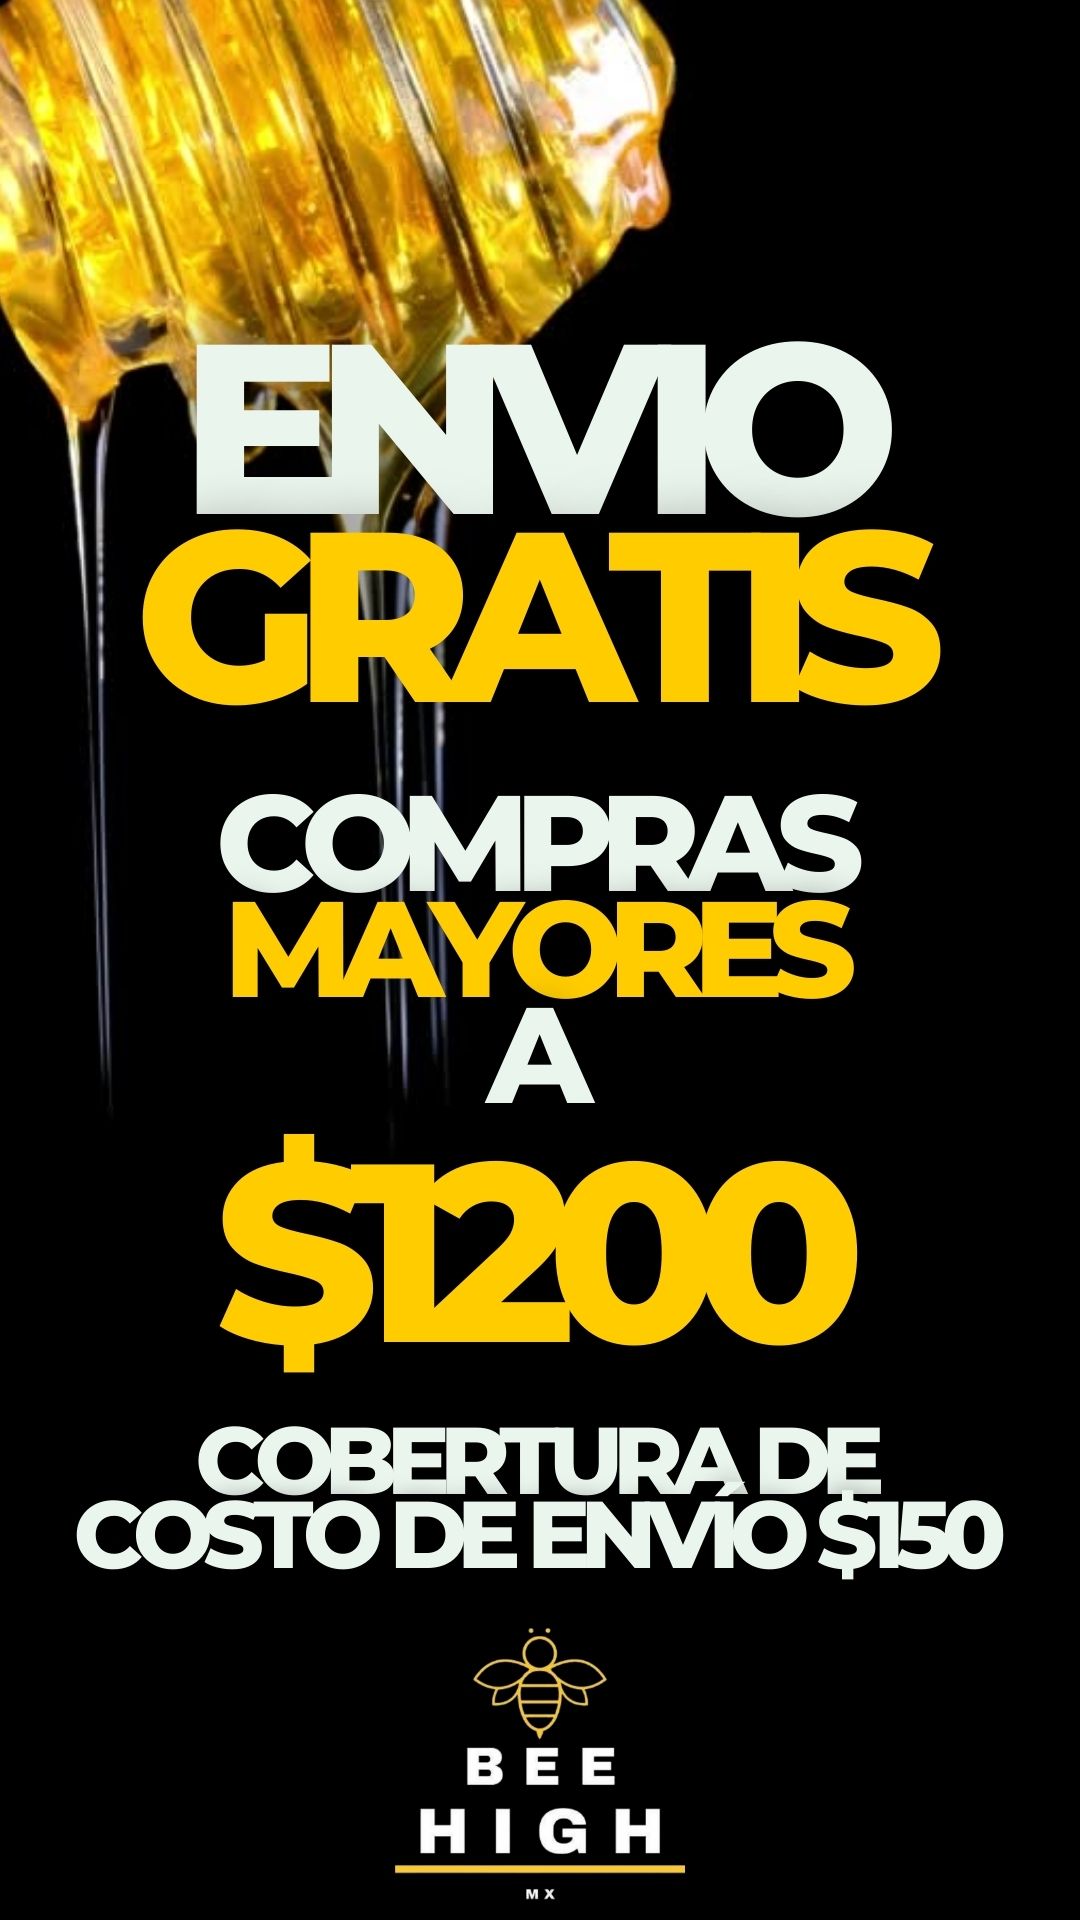 ENVIO
GRATIS
COMPRAS
MAYORES
A
$1200
COBERTURA DE
COSTO DE ENVÍO $150
BEE
HIGH
MX